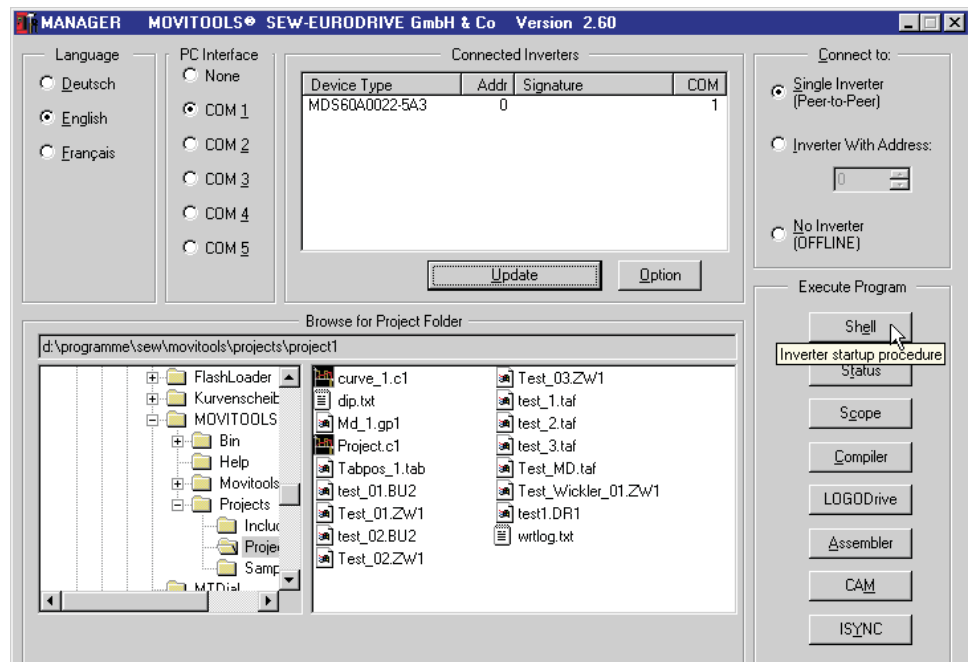 MANAGER MOVITOOLS® SEW-EURODRIVE GmbH & Co Version 2.60
Language
Deutsch
English
Français
PC Interface
None
COM 1
COM 2
COM 3
COM 4
COM 5
Connected Inverters
Device Type Addr Signature COM
MDS60A0022-5A3 0 1
Update Option
Connect to:
Single Inverter
(Peer-to-Peer)
Inverter With Address:
0
No Inverter
(OFFLINE)
Browse for Project Folder
d:\programme\sew\movitools\projects\project1
FlashLoader
Kurvenscheib
MOVITOOLS
Bin
Help
Movitools
Projects
Includ
Projec
Samp
MTDial
curve_1.c1
dip.txt
Md_1.gp1
Project.c1
Tabpos_1.tab
test_01.BU2
Test_01.ZW1
test_02.BU2
Test_02.ZW1
Test_03.ZW1
test_1.taf
test_2.taf
test_3.taf
Test_MD.taf
Test_Wickler_01.ZW1
test1.DR1
wrtlog.txt
Execute Program
Shell
Inverter startup procedure
Status
Scope
Compiler
LOGODrive
Assembler
CAM
ISYNC